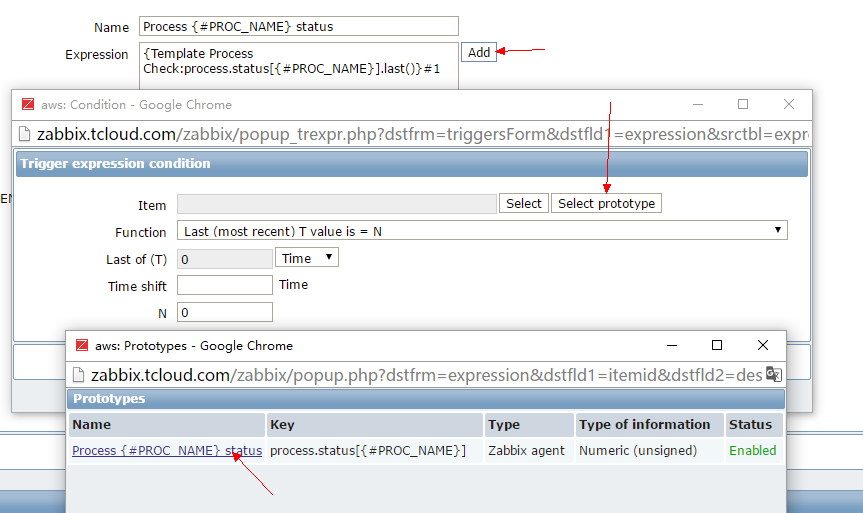 Name Process {#PROC_NAME} status
Expression {Template Process
Check:process.status[{#PROC_NAME}].last()}#1
Add
aws: Condition - Google Chrome
zabbix.tcloud.com/zabbix/popup_trexpr.php?dstfrm=triggersForm&dstfld1=expression&srctbl=expr
Trigger expression condition
Item Select Select prototype
Function Last (most recent) T value is = N
Last of (T) 0 Time
Time shift Time
N 0
aws: Prototypes - Google Chrome
zabbix.tcloud.com/zabbix/popup.php?dstfrm=expression&dstfld1=itemid&dstfld2=des
Prototypes
Name Key Type Type of information Status
Process {#PROC_NAME} status process.status[{#PROC_NAME}] Zabbix agent Numeric (unsigned) Enabled